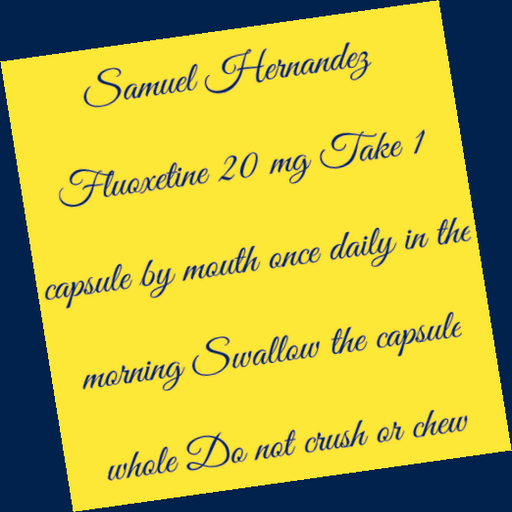 Samuel Hernandez
Fluoxetine 20 mg Take 1
capsule by mouth once daily in the
morning Swallow the capsule
whole Do not crush or chew